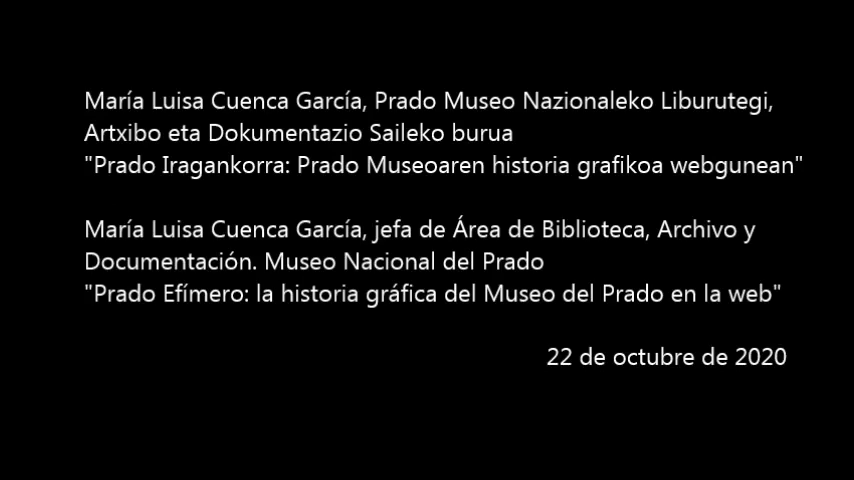 María Luisa Cuenca García, Prado Museo Nazionaleko Liburutegi,
Artxibo eta Dokumentazio Saileko burua
"Prado Iragankorra: Prado Museoaren historia grafikoa webgunean"
María Luisa Cuenca García, jefa de Área de Biblioteca, Archivo y
Documentación. Museo Nacional del Prado
"Prado Efímero: la historia gráfica del Museo del Prado en la web"
22 de octubre de 2020